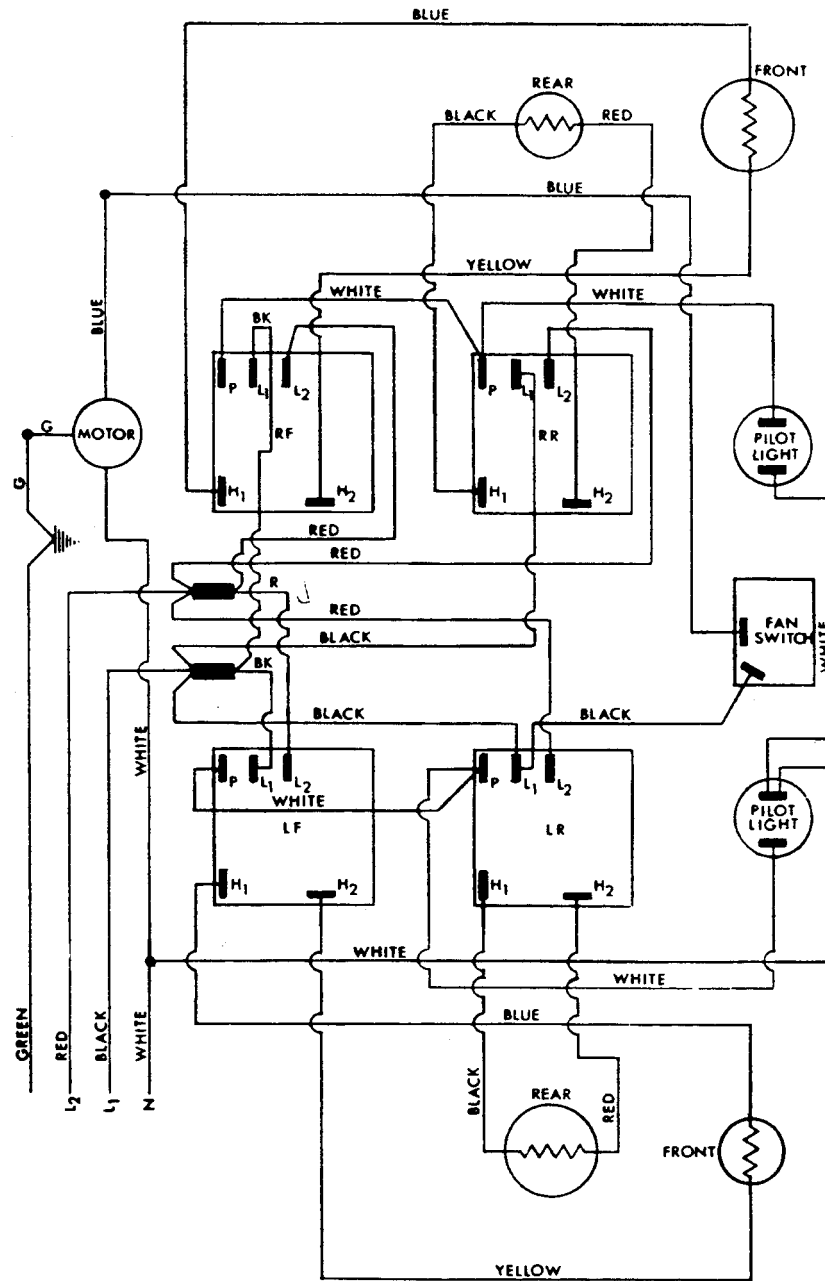 BLUE
FRONT
REAR
BLACK
RED
BLUE
YELLOW
WHITE
WHITE
BK
BLUE
P
L1
L2
P
L1
L2
G
MOTOR
RF
RR
PILOT
LIGHT
G
H1
H2
H1
H2
RED
RED
R
RED
FAN
SWITCH
WHITE
BLACK
BK
BLACK
BLACK
WHITE
P
L1
L2
P
L1
L2
WHITE
PILOT
LIGHT
LF
LR
H1
H2
H1
H2
WHITE
WHITE
BLUE
GREEN
RED
BLACK
WHITE
L2
L1
N
BLACK
REAR
RED
FRONT
YELLOW